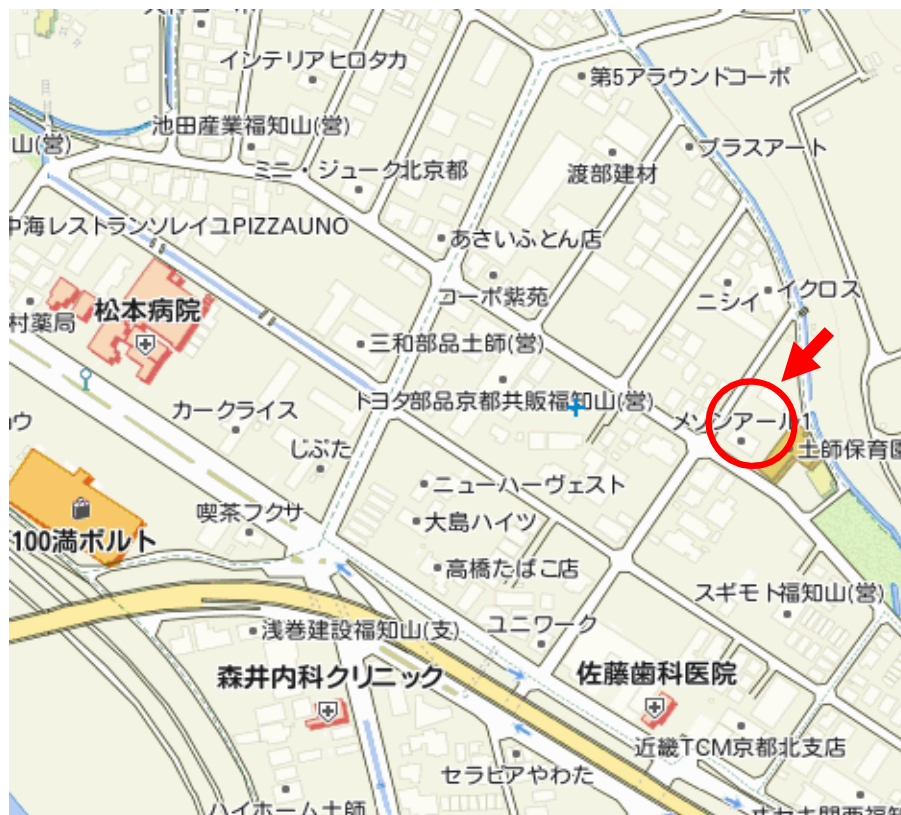 インテリアヒロタカ
第5アラウンドコーポ
池田産業福知山(営)
山(営)
プラスアート
ミニ・ジューク北京都
渡部建材
中海レストランソレイユPIZZAUNO
あさいふとん店
コーポ紫苑
イクロス
ニシイ
松本病院
村薬局
三和部品土師(営)
トヨタ部品京都共販福知山(営)
カークライス
メゾンアール1
土師保育園
じぶた
ニューハーヴェスト
喫茶フクサ
大島ハイツ
100満ボルト
高橋たばこ店
スギモト福知山(営)
浅巻建設福知山(支)
ユニワーク
森井内科クリニック
佐藤歯科医院
近畿TCM京都北支店
セラピアやわた
ハイホーム土師